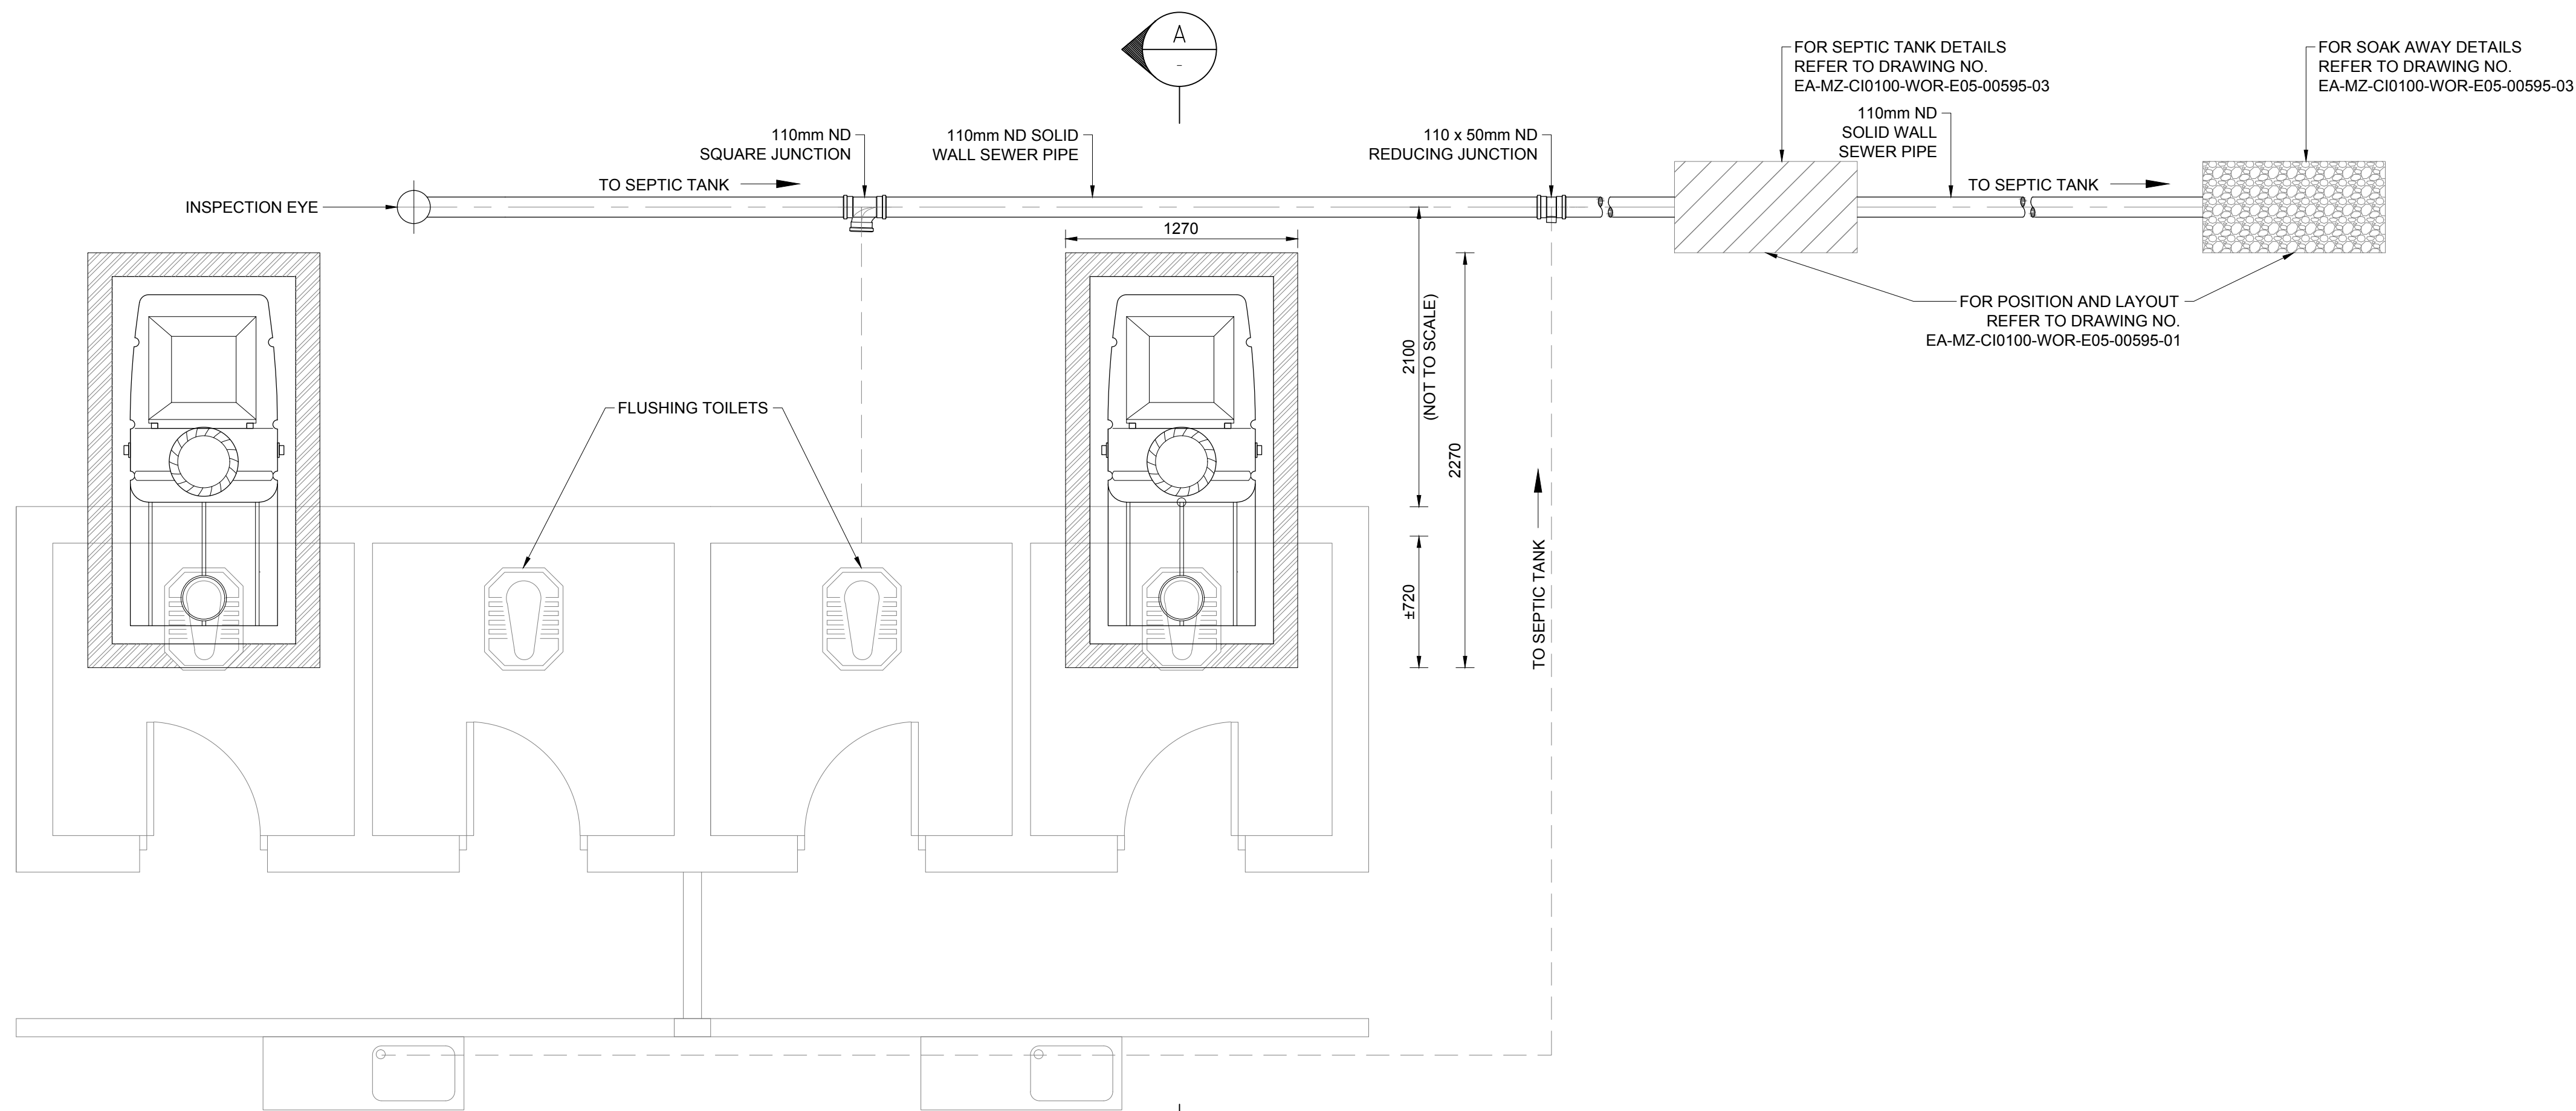 A
-
FOR SEPTIC TANK DETAILS
REFER TO DRAWING NO.
EA-MZ-CI0100-WOR-E05-00595-03
FOR SOAK AWAY DETAILS
REFER TO DRAWING NO.
EA-MZ-CI0100-WOR-E05-00595-03
110mm ND
SQUARE JUNCTION
110mm ND SOLID
WALL SEWER PIPE
110 x 50mm ND
REDUCING JUNCTION
110mm ND
SOLID WALL
SEWER PIPE
TO SEPTIC TANK
TO SEPTIC TANK
INSPECTION EYE
1270
FOR POSITION AND LAYOUT
REFER TO DRAWING NO.
EA-MZ-CI0100-WOR-E05-00595-01
2100
(NOT TO SCALE)
FLUSHING TOILETS
2270
±720
TO SEPTIC TANK